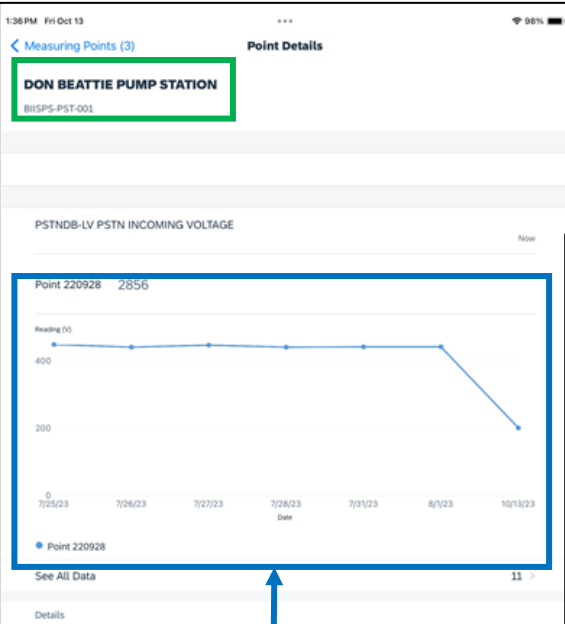 1:36 PM Fri Oct 13 98%
Measuring Points (3) Point Details
DON BEATTIE PUMP STATION
BIISPS-PST-001
PSTNDB-LV PSTN INCOMING VOLTAGE
Now
Point 220928 2856
Reading (V)
400
200
0
7/25/23 7/26/23 7/27/23 7/28/23 7/31/23 8/1/23 10/13/23
Date
Point 220928
See All Data 11
Details